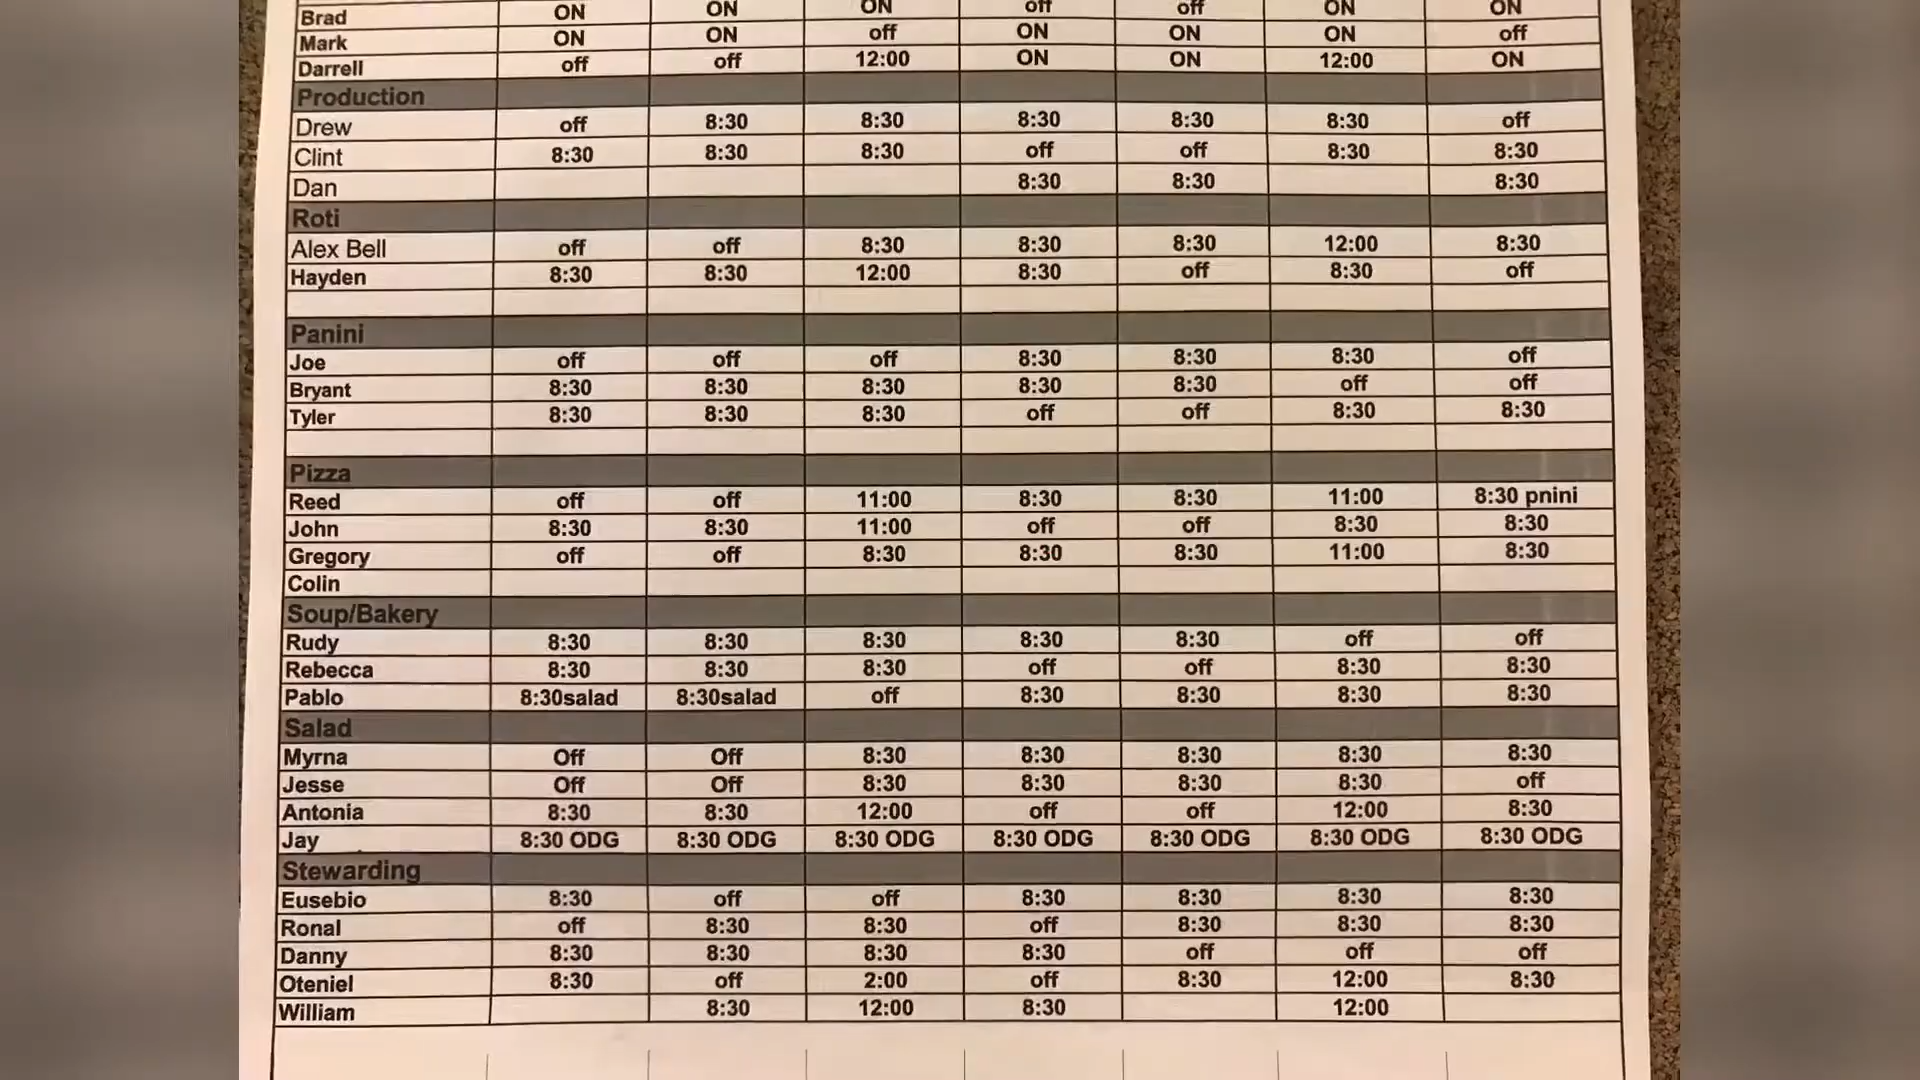 Brad ON ON ON off off ON ON
Mark ON ON off ON ON ON off
Darrell off off 12:00 ON ON 12:00 ON
Production
Drew off 8:30 8:30 8:30 8:30 8:30 off
Clint 8:30 8:30 8:30 off off 8:30 8:30
Dan 8:30 8:30 8:30
Roti
Alex Bell off off 8:30 8:30 8:30 12:00 8:30
Hayden 8:30 8:30 12:00 8:30 off 8:30 off
Panini
Joe off off off 8:30 8:30 8:30 off
Bryant 8:30 8:30 8:30 8:30 8:30 off off
Tyler 8:30 8:30 8:30 off off 8:30 8:30
Pizza
Reed off off 11:00 8:30 8:30 11:00 8:30 pnini
John 8:30 8:30 11:00 off off 8:30 8:30
Gregory off off 8:30 8:30 8:30 11:00 8:30
Colin
Soup/Bakery
Rudy 8:30 8:30 8:30 8:30 8:30 off off
Rebecca 8:30 8:30 8:30 off off 8:30 8:30
Pablo 8:30salad 8:30salad off 8:30 8:30 8:30 8:30
Salad
Myrna Off Off 8:30 8:30 8:30 8:30 8:30
Jesse Off Off 8:30 8:30 8:30 8:30 off
Antonia 8:30 8:30 12:00 off off 12:00 8:30
Jay 8:30 ODG 8:30 ODG 8:30 ODG 8:30 ODG 8:30 ODG 8:30 ODG 8:30 ODG
Stewarding
Eusebio 8:30 off off 8:30 8:30 8:30 8:30
Ronal off 8:30 8:30 off 8:30 8:30 8:30
Danny 8:30 8:30 8:30 8:30 off off off
Oteniel 8:30 off 2:00 off 8:30 12:00 8:30
William 8:30 12:00 8:30 12:00